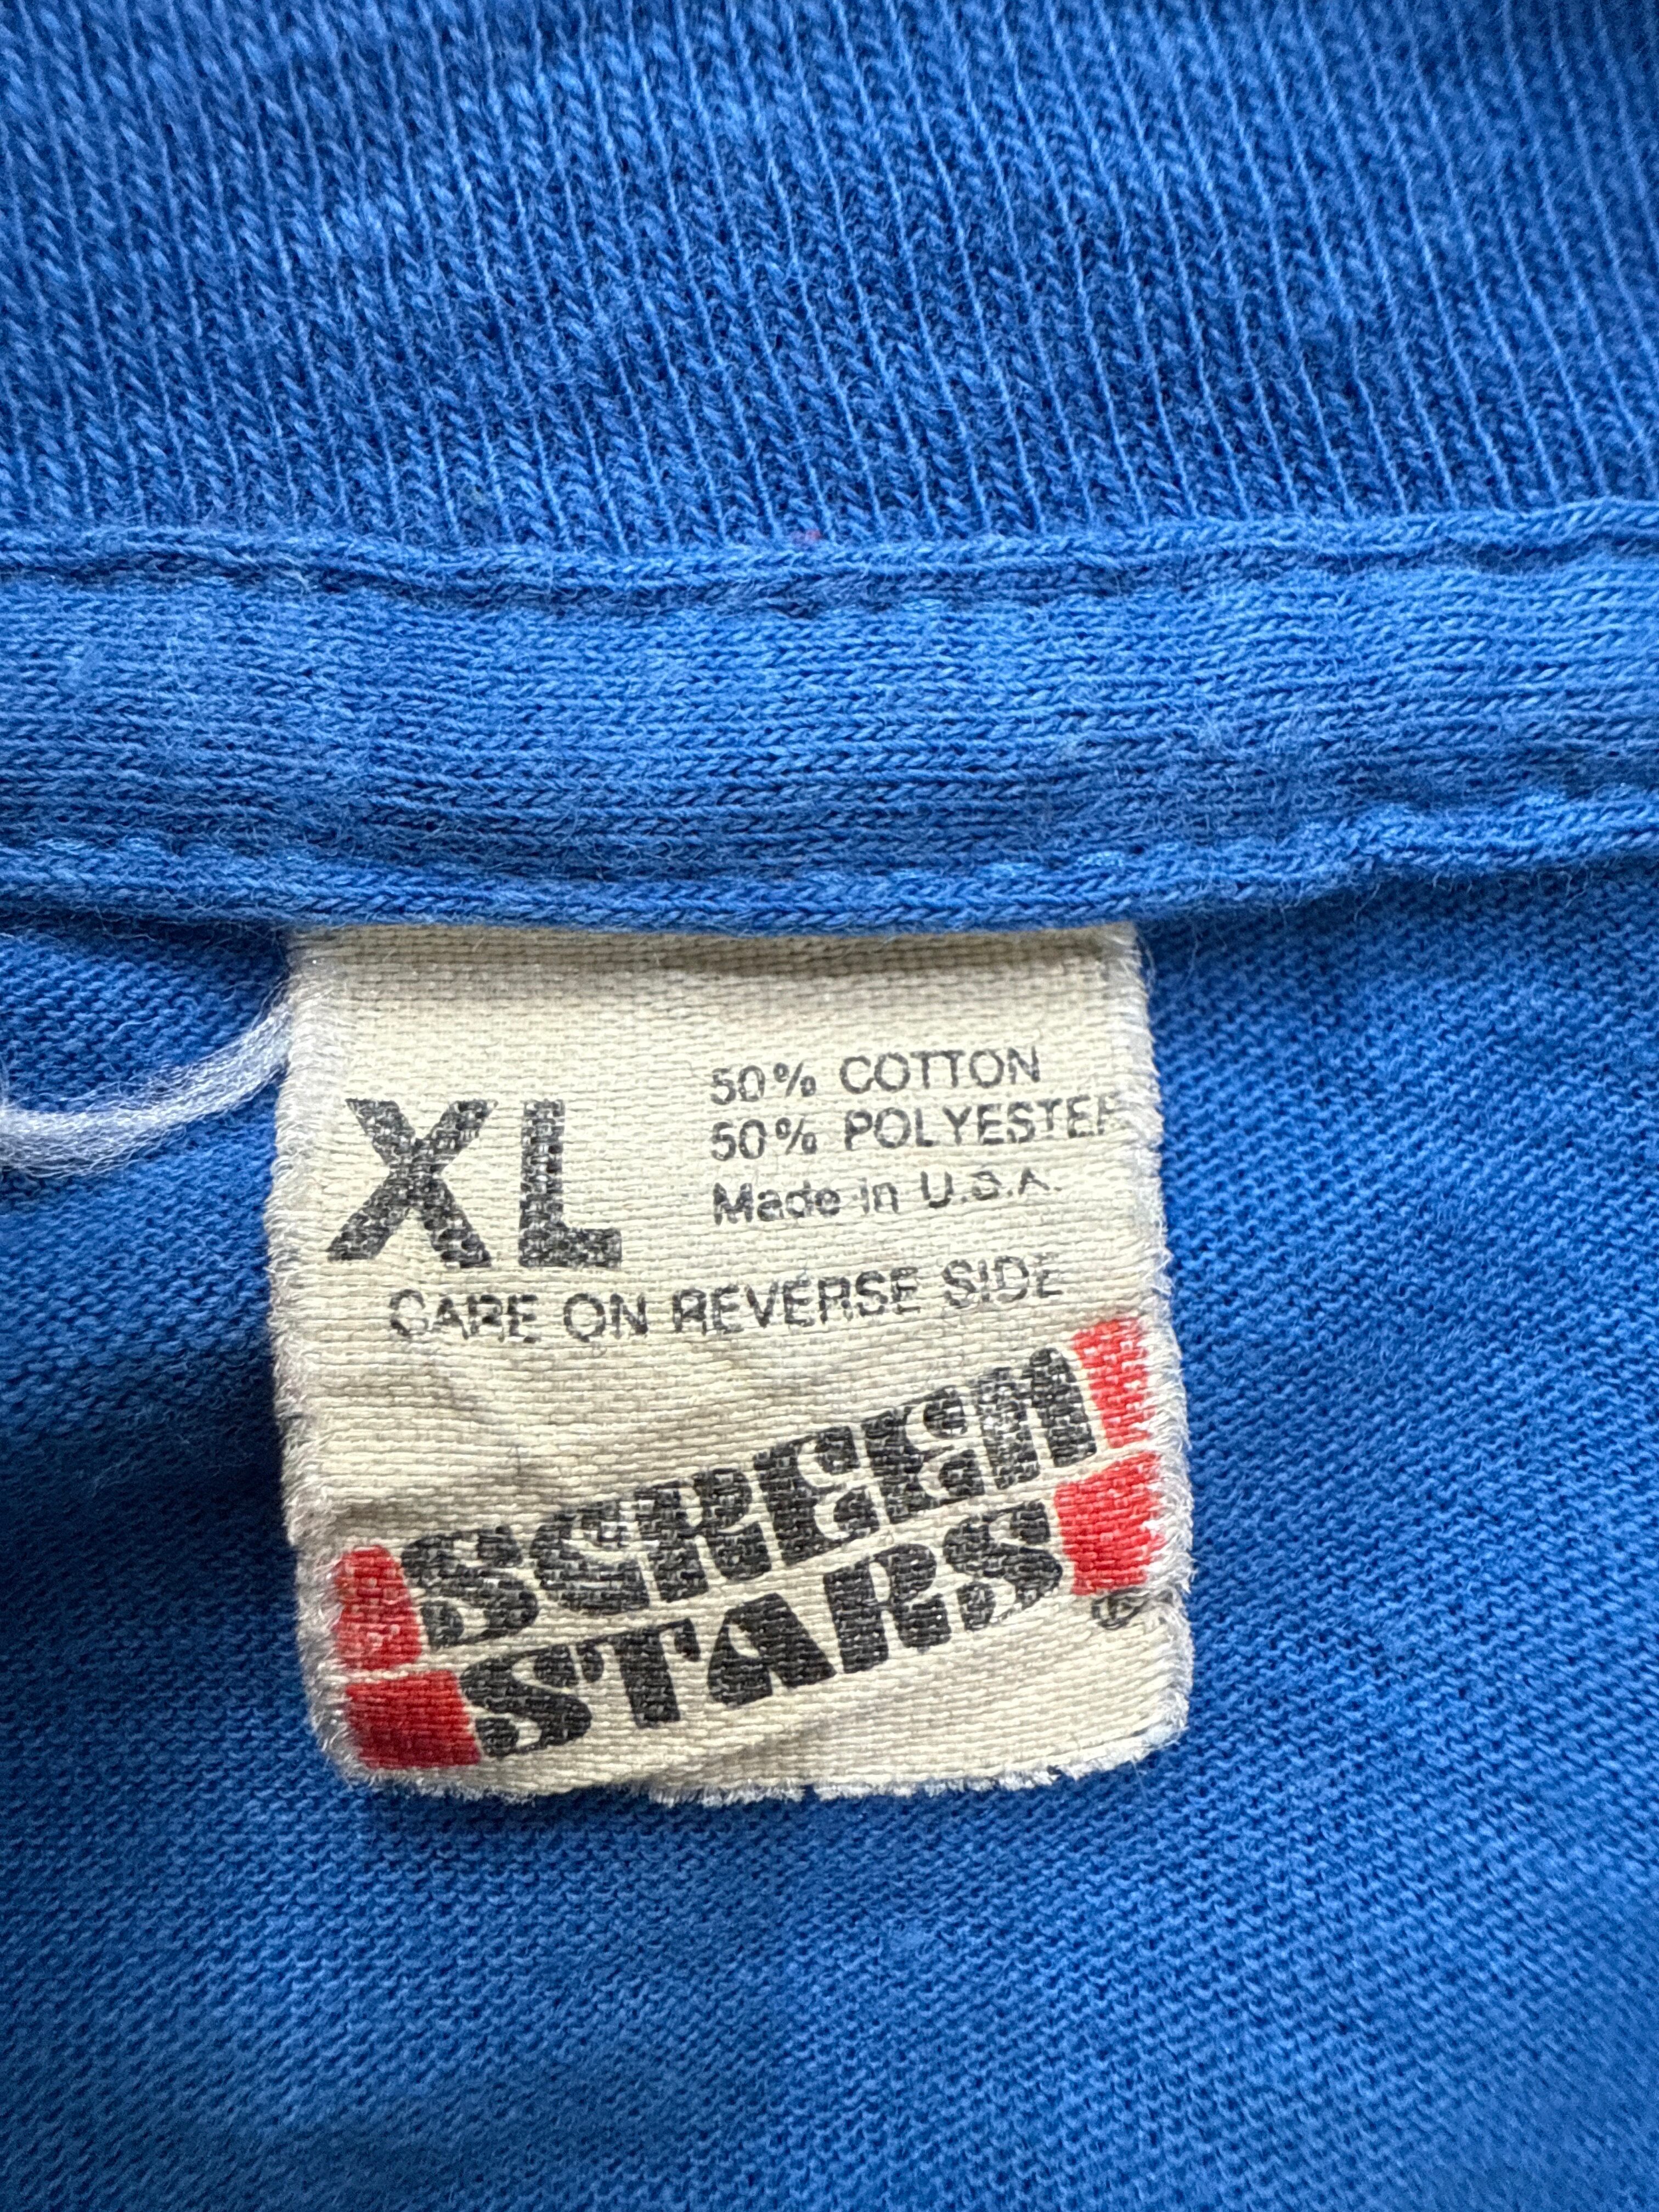 XL
50% COTTON
50% POLYESTER
Made in U.S.A.
CARE ON REVERSE SIDE
SCREEN
STARS
®